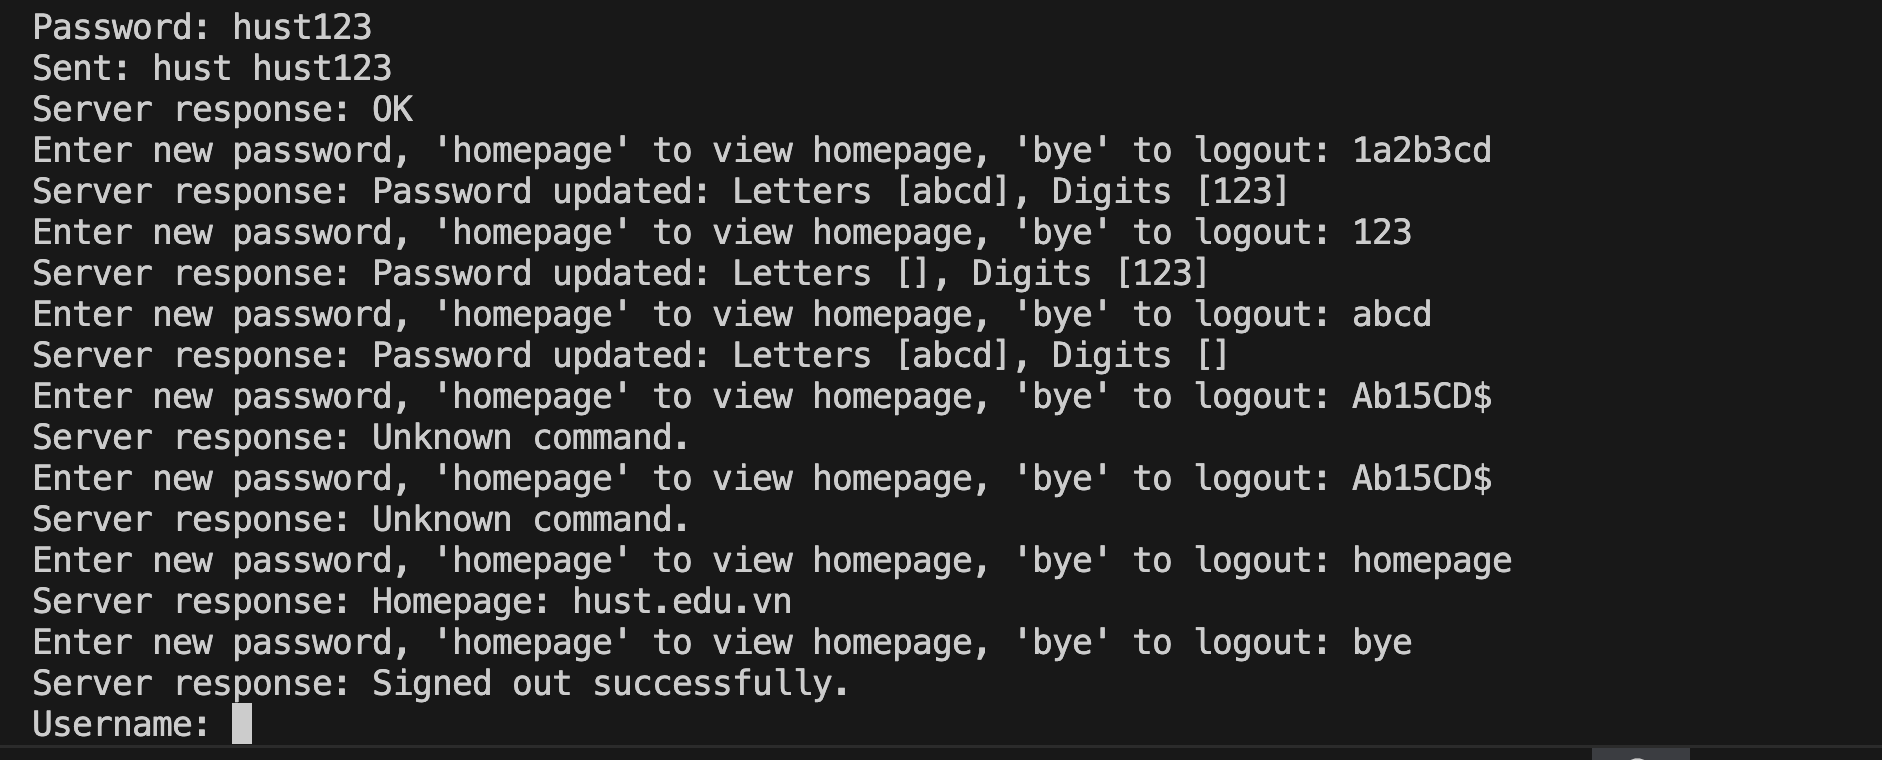 Password: hust123
Sent: hust hust123
Server response: OK
Enter new password, 'homepage' to view homepage, 'bye' to logout: 1a2b3cd
Server response: Password updated: Letters [abcd], Digits [123]
Enter new password, 'homepage' to view homepage, 'bye' to logout: 123
Server response: Password updated: Letters [], Digits [123]
Enter new password, 'homepage' to view homepage, 'bye' to logout: abcd
Server response: Password updated: Letters [abcd], Digits []
Enter new password, 'homepage' to view homepage, 'bye' to logout: Ab15CD$
Server response: Unknown command.
Enter new password, 'homepage' to view homepage, 'bye' to logout: Ab15CD$
Server response: Unknown command.
Enter new password, 'homepage' to view homepage, 'bye' to logout: homepage
Server response: Homepage: hust.edu.vn
Enter new password, 'homepage' to view homepage, 'bye' to logout: bye
Server response: Signed out successfully.
Username: